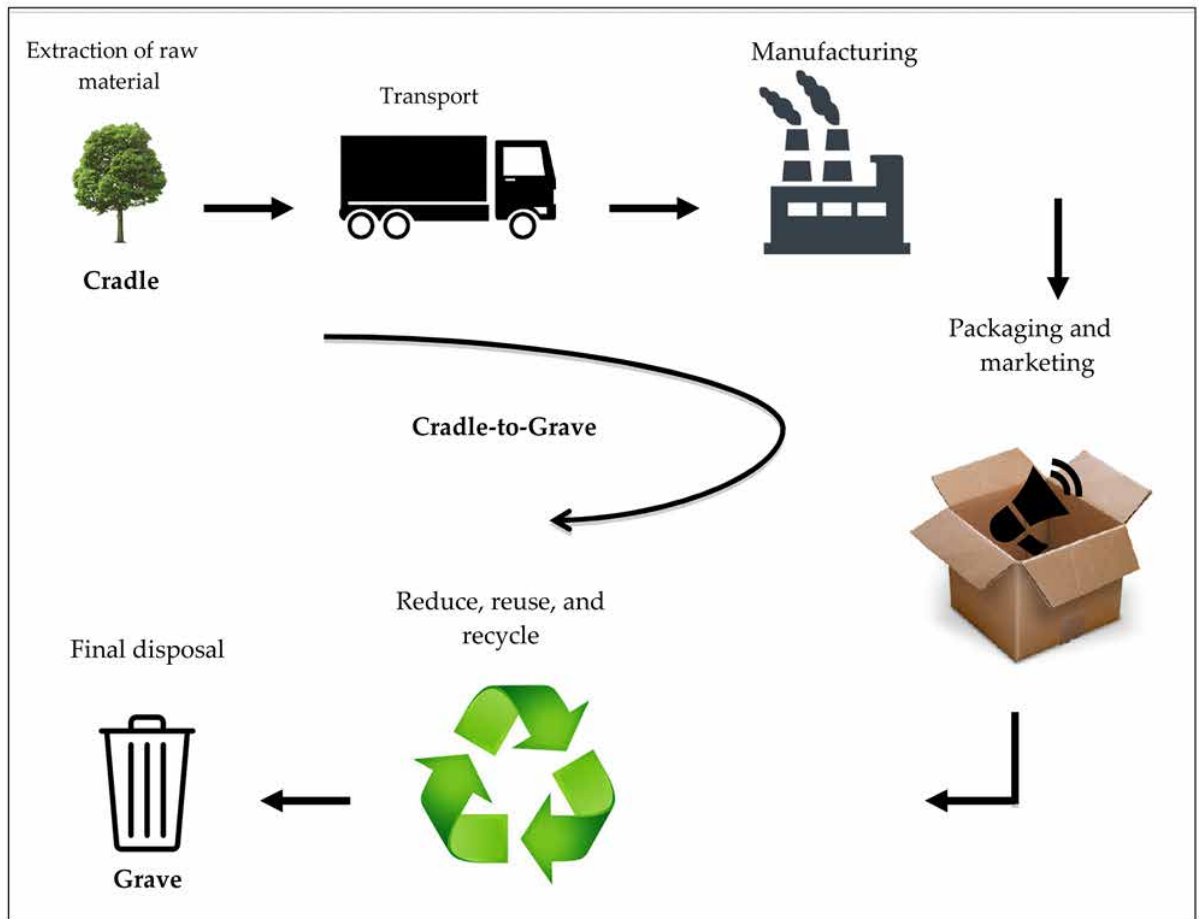 Extraction of raw
material
Transport
Manufacturing
Cradle
Packaging and
marketing
Cradle-to-Grave
Reduce, reuse, and
recycle
Final disposal
Grave